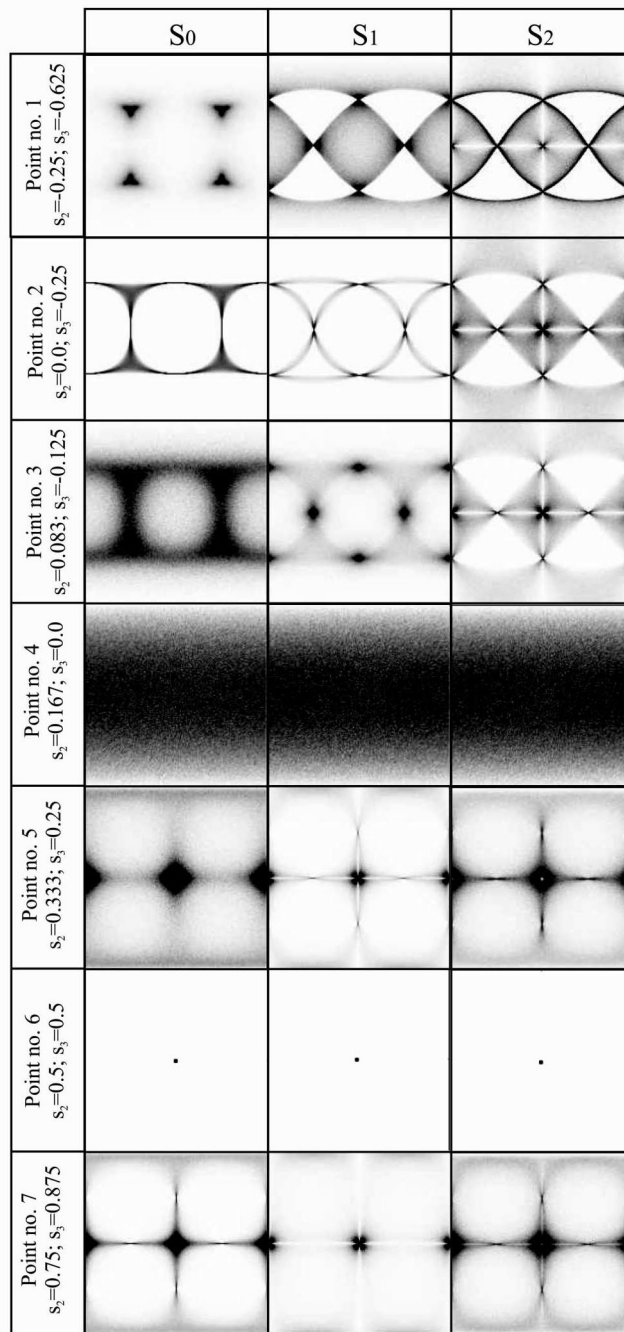 S0 S1 S2
Point no. 1
s₂=-0.25; s₃=-0.625
Point no. 2
s₂=0.0; s₃=-0.25
Point no. 3
s₂=0.083; s₃=-0.125
Point no. 4
s₂=0.167; s₃=0.0
Point no. 5
s₂=0.333; s₃=0.25
Point no. 6
s₂=0.5; s₃=0.5
Point no. 7
s₂=0.75; s₃=0.875